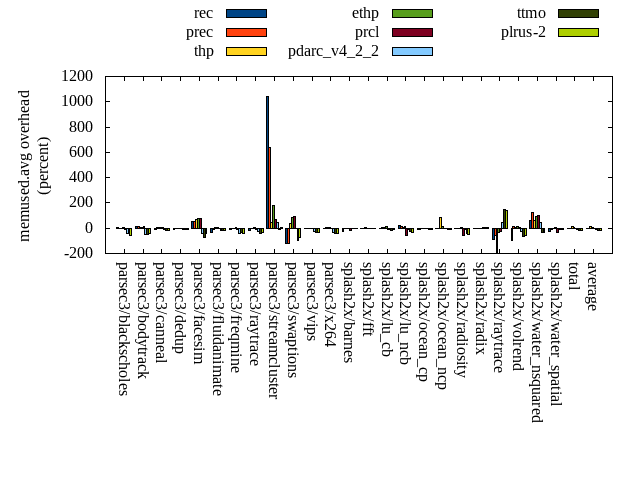 rec ethp ttmo
prec prcl plrus-2
thp pdarc_v4_2_2
memused.avg overhead
(percent)
1200
1000
800
600
400
200
0
-200
parsec3/blackscholes
parsec3/bodytrack
parsec3/canneal
parsec3/dedup
parsec3/facesim
parsec3/fluidanimate
parsec3/freqmine
parsec3/raytrace
parsec3/streamcluster
parsec3/swaptions
parsec3/vips
parsec3/x264
splash2x/barnes
splash2x/fft
splash2x/lu_cb
splash2x/lu_ncb
splash2x/ocean_cp
splash2x/ocean_ncp
splash2x/radiosity
splash2x/radix
splash2x/raytrace
splash2x/volrend
splash2x/water_nsquared
splash2x/water_spatial
total
average